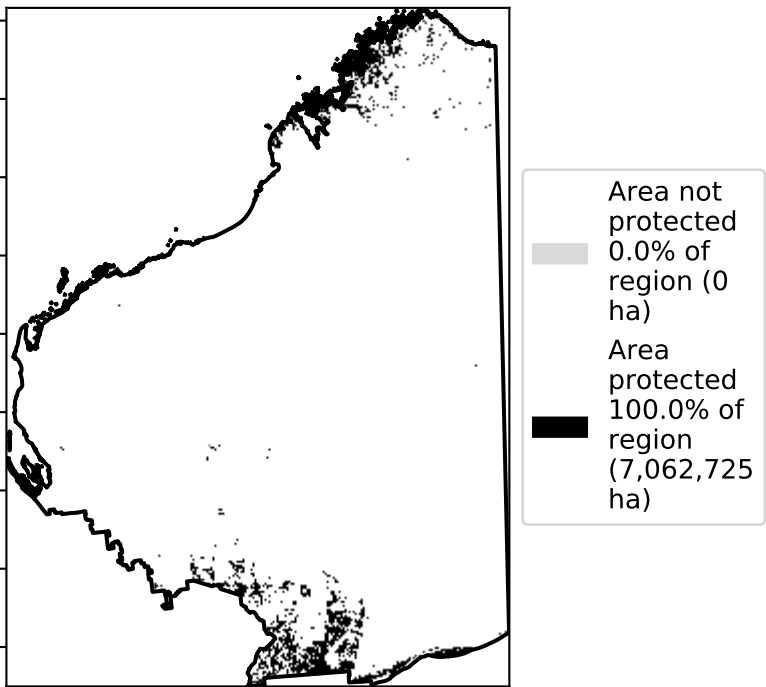 Area not
protected
0.0% of
region (0
ha)
Area
protected
100.0% of
region
(7,062,725
ha)